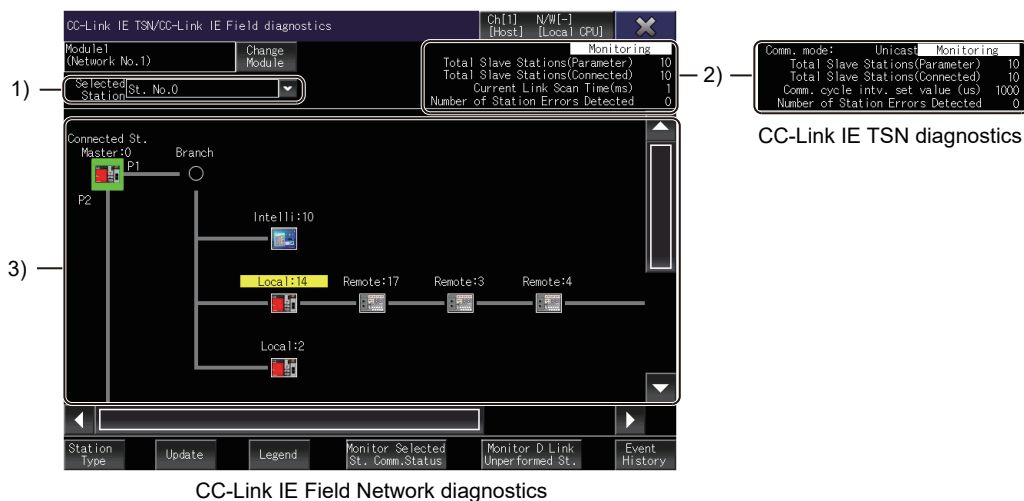 CC-Link IE TSN/CC-Link IE Field diagnostics
Ch[1] N/W[-]
[Host] [Local CPU]
Module1
(Network No.1)
Change
Module
Monitoring
Total Slave Stations(Parameter) 10
Total Slave Stations(Connected) 10
Current Link Scan Time(ms) 1
Number of Station Errors Detected 0
1)
Selected
Station
St. No.0
2)
Comm. mode: Unicast Monitoring
Total Slave Stations(Parameter) 10
Total Slave Stations(Connected) 10
Comm. cycle intv. set value (us) 1000
Number of Station Errors Detected 0
CC-Link IE TSN diagnostics
3)
Connected St.
Master:0
Branch
P1
P2
Intelli:10
Local:14 Remote:17 Remote:3 Remote:4
Local:2
Station
Type
Update
Legend
Monitor Selected
St. Comm.Status
Monitor D Link
Unperformed St.
Event
History
CC-Link IE Field Network diagnostics